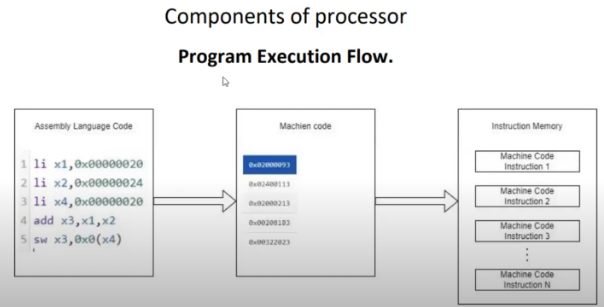 Components of processor
Program Execution Flow.
Assembly Language Code
1 li x1,0x00000020
2 li x2,0x00000024
3 li x4,0x00000020
4 add x3,x1,x2
5 sw x3,0x0(x4)
Machien code
0x02000093
0x02400113
0x02000213
0x002081B3
0x00322023
Instruction Memory
Machine Code
Instruction 1
Machine Code
Instruction 2
Machine Code
Instruction 3
Machine Code
Instruction N